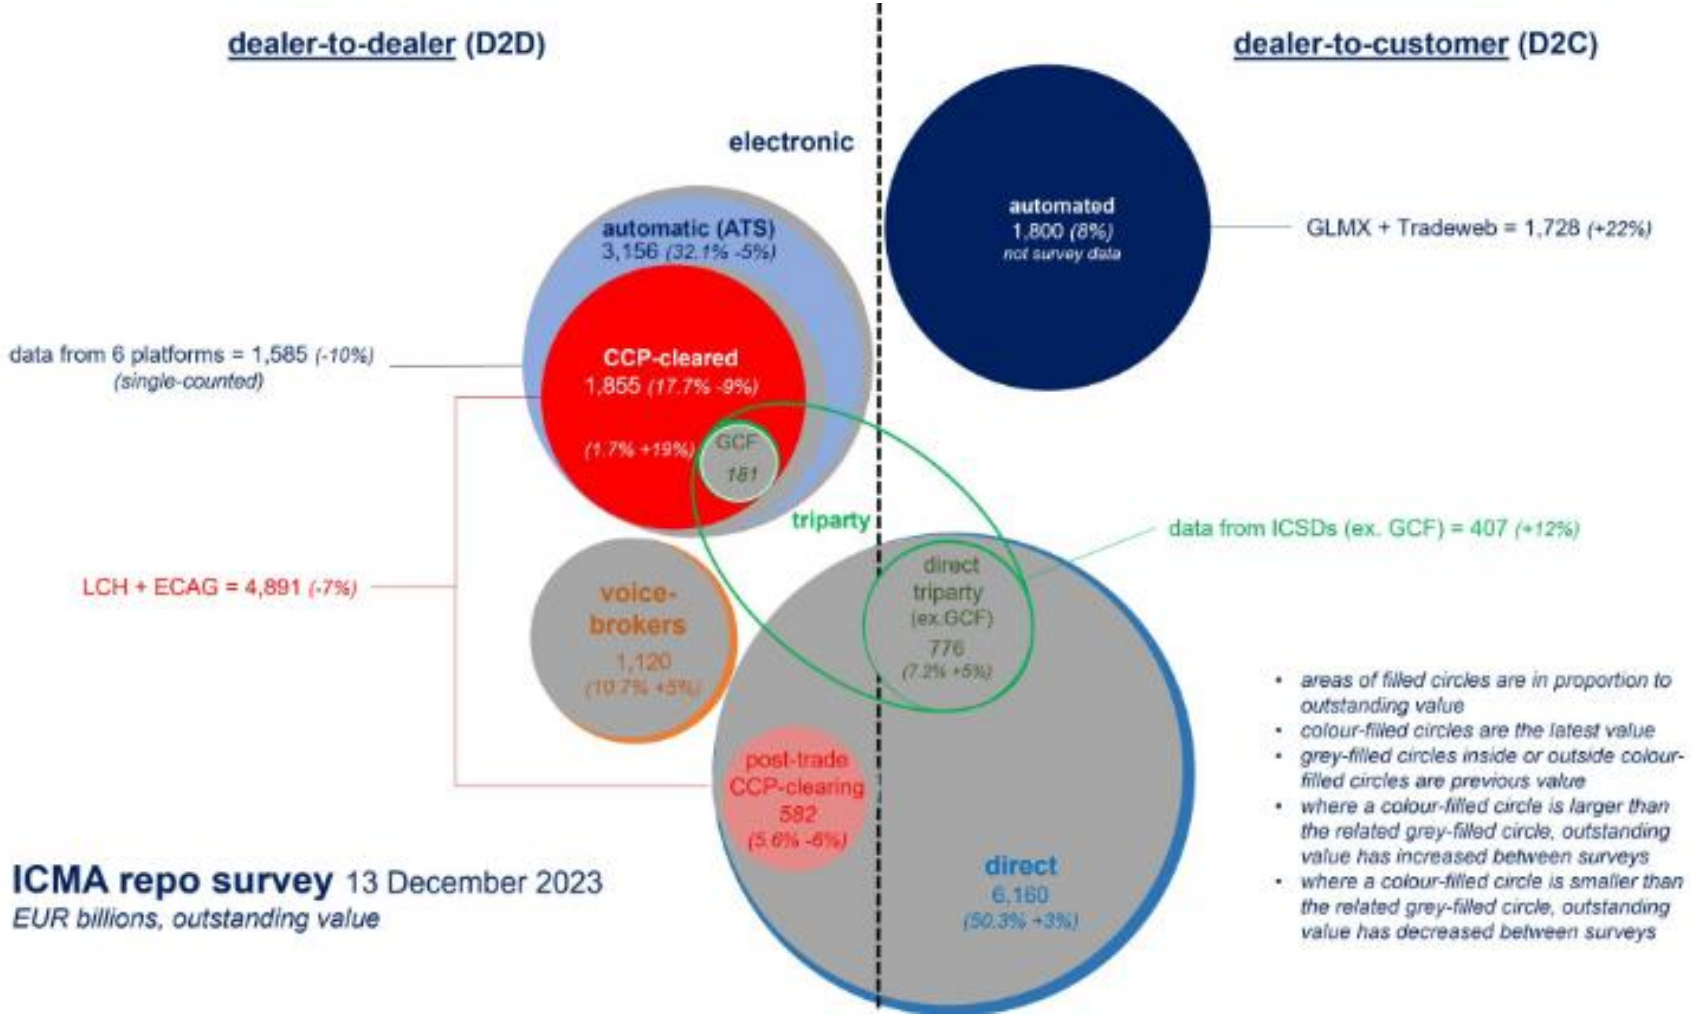 dealer-to-dealer (D2D)
dealer-to-customer (D2C)
electronic
automatic (ATS)
3,156 (32.1% -5%)
automated
1,800 (8%)
not survey data
GLMX + Tradeweb = 1,728 (+22%)
data from 6 platforms = 1,585 (-10%)
(single-counted)
CCP-cleared
1,855 (17.7% -9%)
(1.7% +19%)
GCF
181
triparty
data from ICSDs (ex. GCF) = 407 (+12%)
LCH + ECAG = 4,891 (-7%)
voice-
brokers
1,120
(10.7% +5%)
direct
triparty
(ex.GCF)
776
(7.2% +5%)
post-trade
CCP-clearing
582
(5.6% -6%)
direct
6,160
(50.3% +3%)
• areas of filled circles are in proportion to
outstanding value
• colour-filled circles are the latest value
• grey-filled circles inside or outside colour-
filled circles are previous value
• where a colour-filled circle is larger than
the related grey-filled circle, outstanding
value has increased between surveys
• where a colour-filled circle is smaller than
the related grey-filled circle, outstanding
value has decreased between surveys
ICMA repo survey 13 December 2023
EUR billions, outstanding value